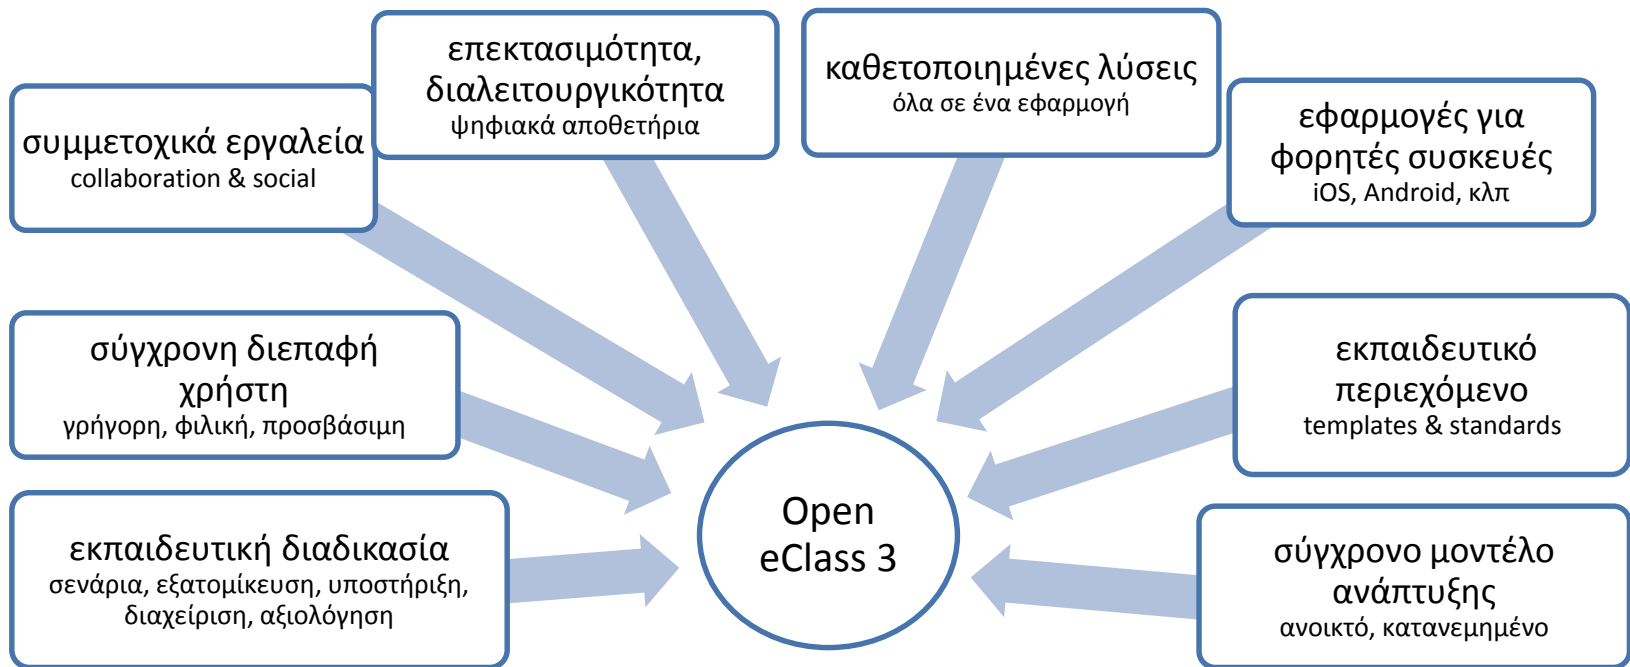 συμμετοχικά εργαλεία
collaboration & social
επεκτασιμότητα,
διαλειτουργικότητα
ψηφιακά αποθετήρια
καθετοποιημένες λύσεις
όλα σε ένα εφαρμογή
εφαρμογές για
φορητές συσκευές
iOS, Android, κλπ
σύγχρονη διεπαφή
χρήστη
γρήγορη, φιλική, προσβάσιμη
εκπαιδευτικό
περιεχόμενο
templates & standards
εκπαιδευτική διαδικασία
σενάρια, εξατομίκευση, υποστήριξη,
διαχείριση, αξιολόγηση
Open
eClass 3
σύγχρονο μοντέλο
ανάπτυξης
ανοικτό, κατανεμημένο